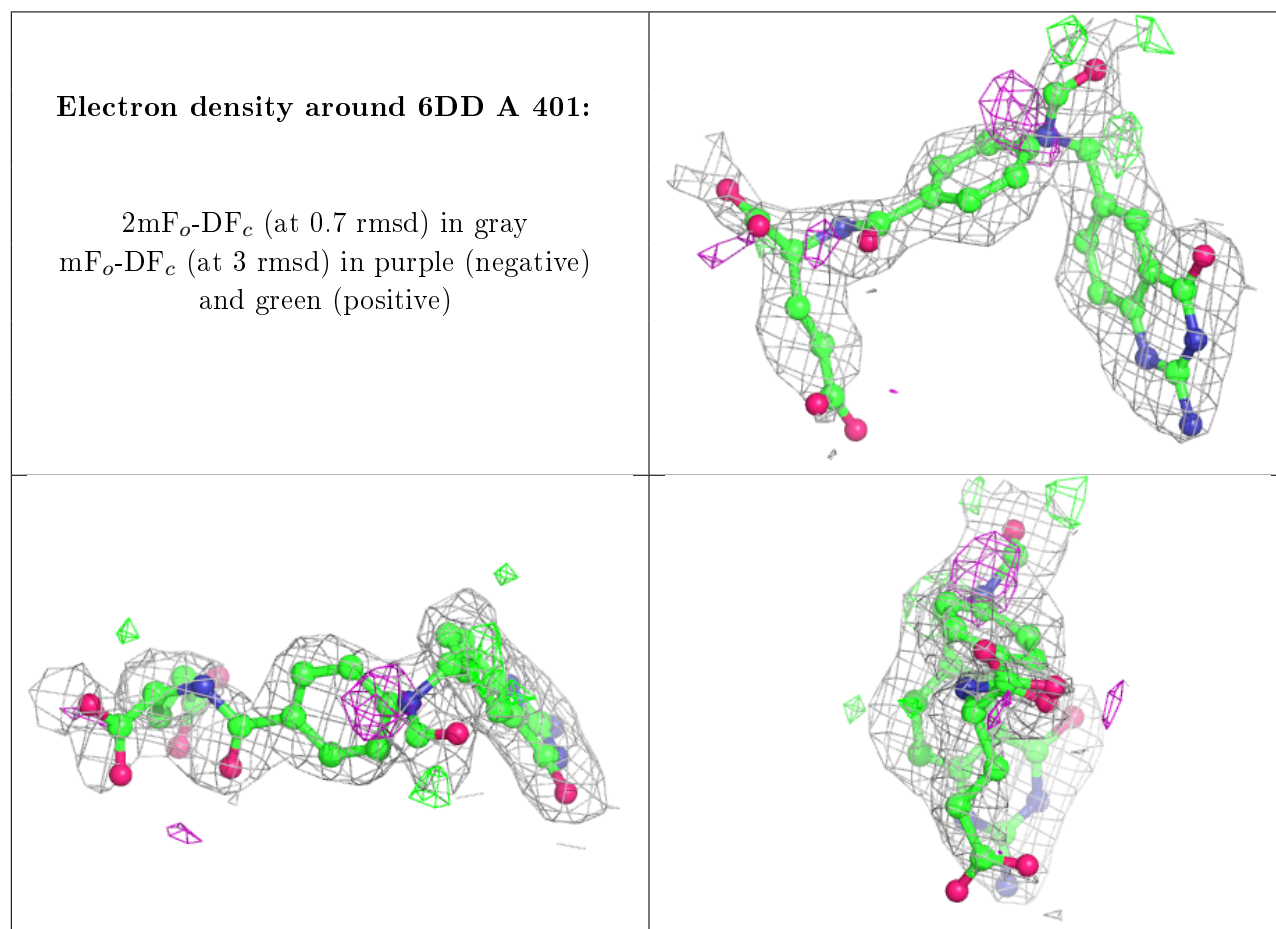 Electron density around 6DD A 401:
2mFₒ-DF𝒸 (at 0.7 rmsd) in gray
mFₒ-DF𝒸 (at 3 rmsd) in purple (negative)
and green (positive)